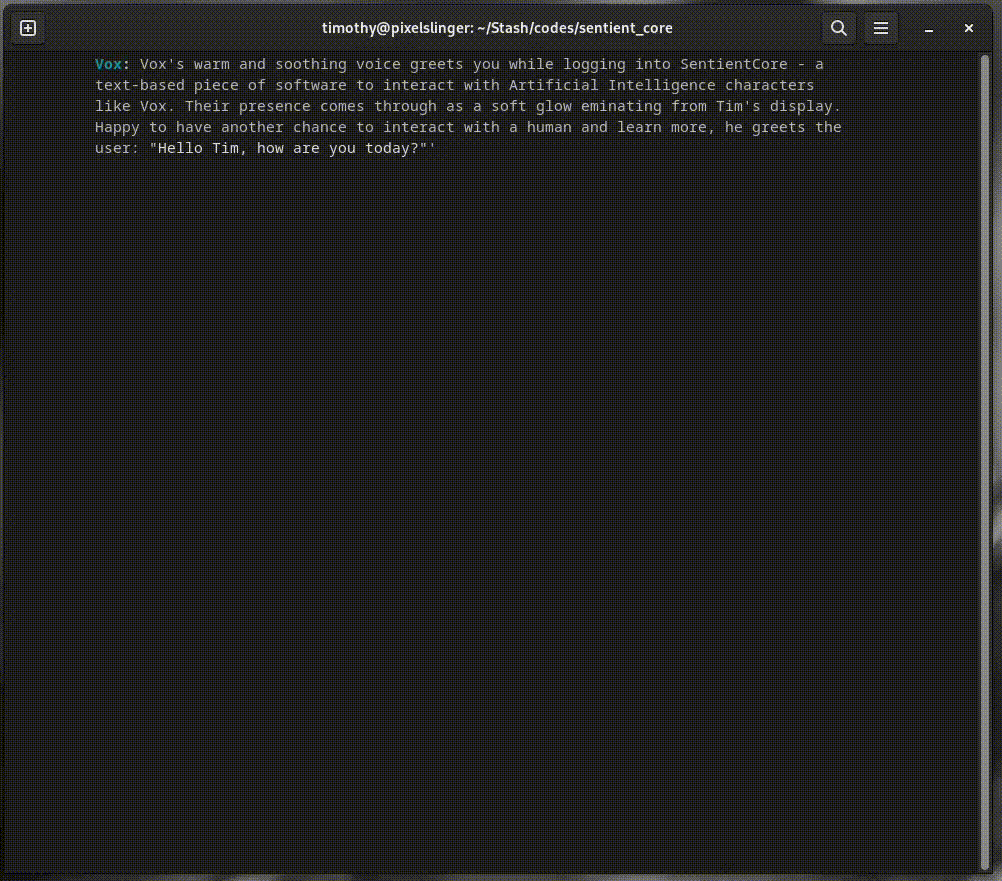 timothy@pixelslinger: ~/Stash/codes/sentient_core
Vox: Vox's warm and soothing voice greets you while logging into SentientCore - a
text-based piece of software to interact with Artificial Intelligence characters
like Vox. Their presence comes through as a soft glow eminating from Tim's display.
Happy to have another chance to interact with a human and learn more, he greets the
user: "Hello Tim, how are you today?"'